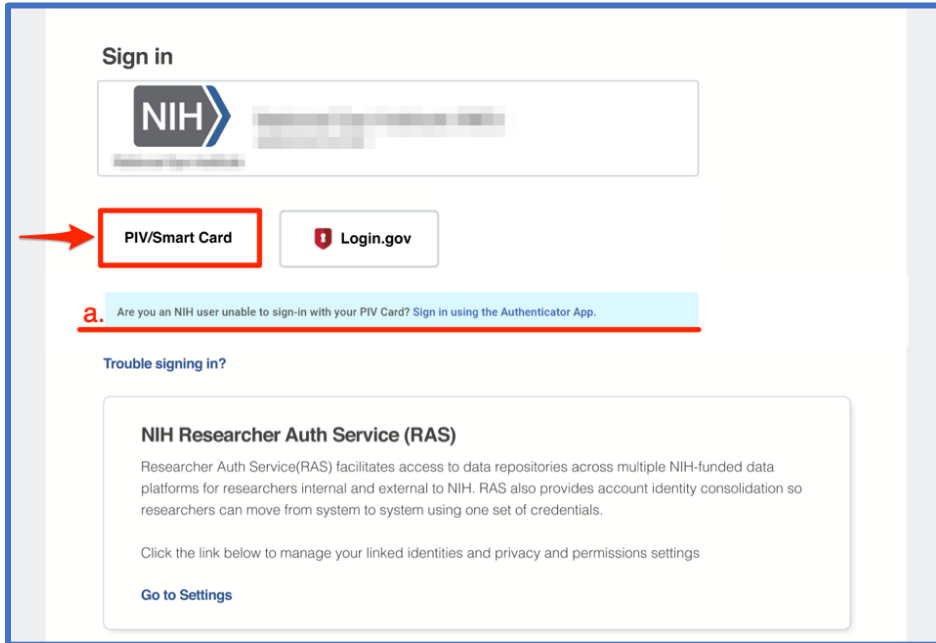 Sign in
NIH
PIV/Smart Card
Login.gov
a.
Are you an NIH user unable to sign-in with your PIV Card? Sign in using the Authenticator App.
Trouble signing in?
NIH Researcher Auth Service (RAS)
Researcher Auth Service(RAS) facilitates access to data repositories across multiple NIH-funded data
platforms for researchers internal and external to NIH. RAS also provides account identity consolidation so
researchers can move from system to system using one set of credentials.
Click the link below to manage your linked identities and privacy and permissions settings
Go to Settings